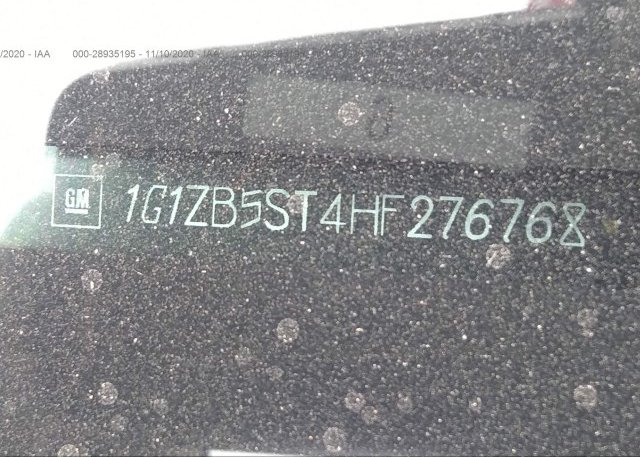 /2020 - IAA 000-28935195 - 11/10/2020 - IAA
GM 1G1ZB5ST4HF276768